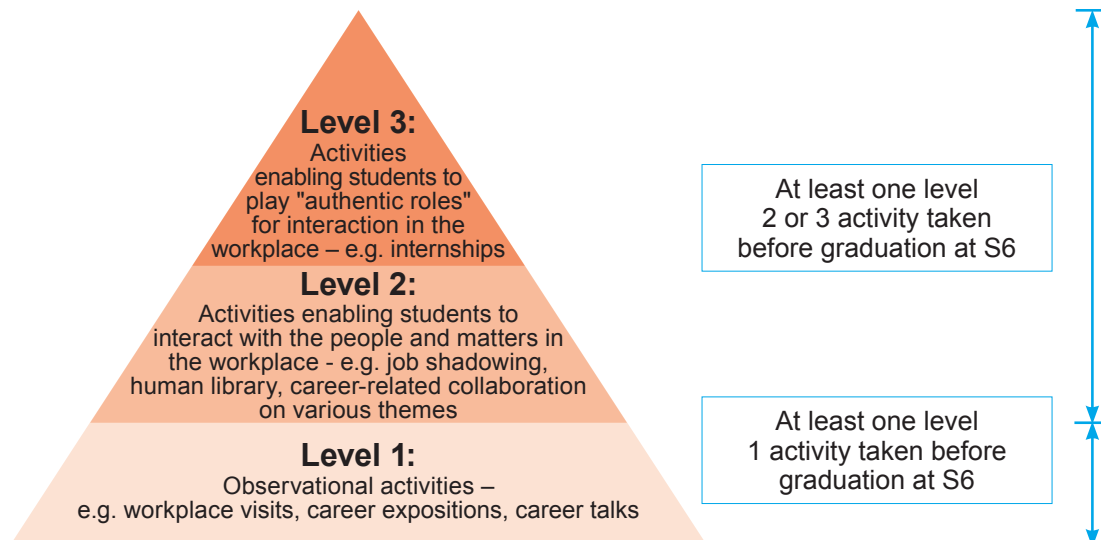 Level 3:
Activities
enabling students to
play "authentic roles"
for interaction in the
workplace – e.g. internships
Level 2:
Activities enabling students to
interact with the people and matters in
the workplace - e.g. job shadowing,
human library, career-related collaboration
on various themes
Level 1:
Observational activities –
e.g. workplace visits, career expositions, career talks
At least one level
2 or 3 activity taken
before graduation at S6
At least one level
1 activity taken before
graduation at S6